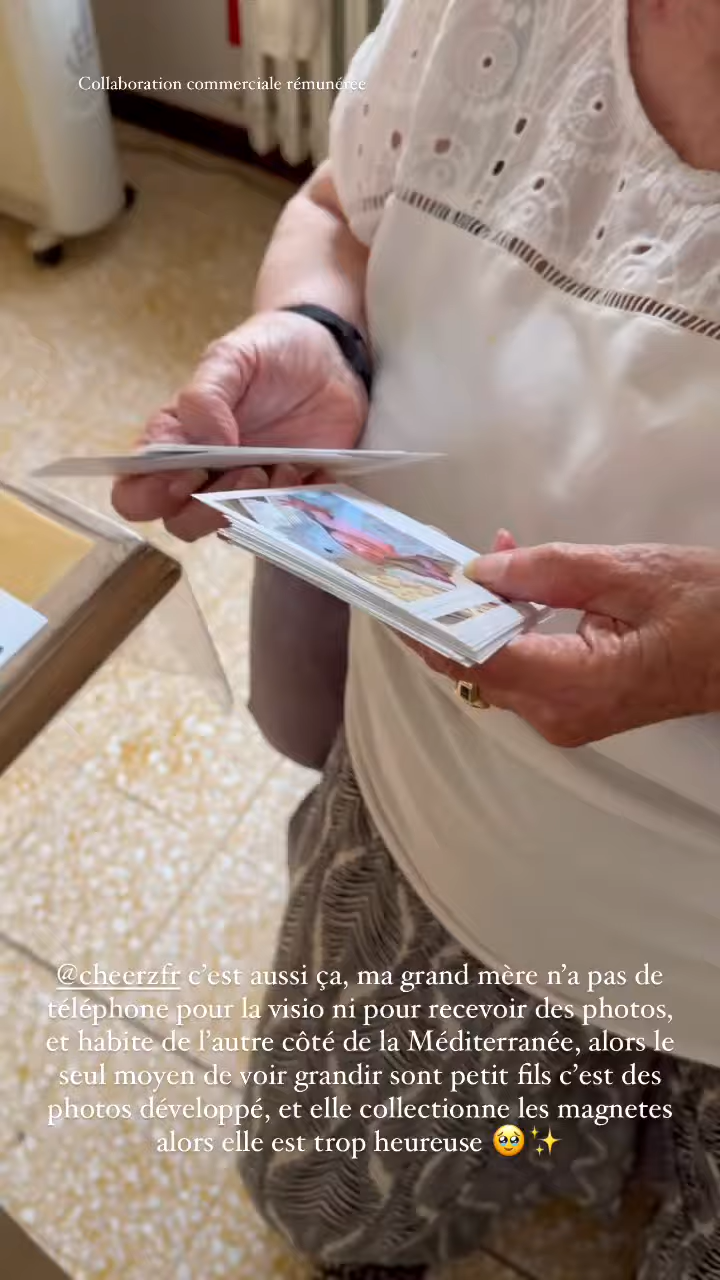 Collaboration commerciale rémunérée
@cheerzfr c’est aussi ça, ma grand mère n’a pas de
téléphone pour la visio ni pour recevoir des photos,
et habite de l’autre côté de la Méditerranée, alors le
seul moyen de voir grandir sont petit fils c’est des
photos développé, et elle collectionne les magnetes
alors elle est trop heureuse 🥹✨